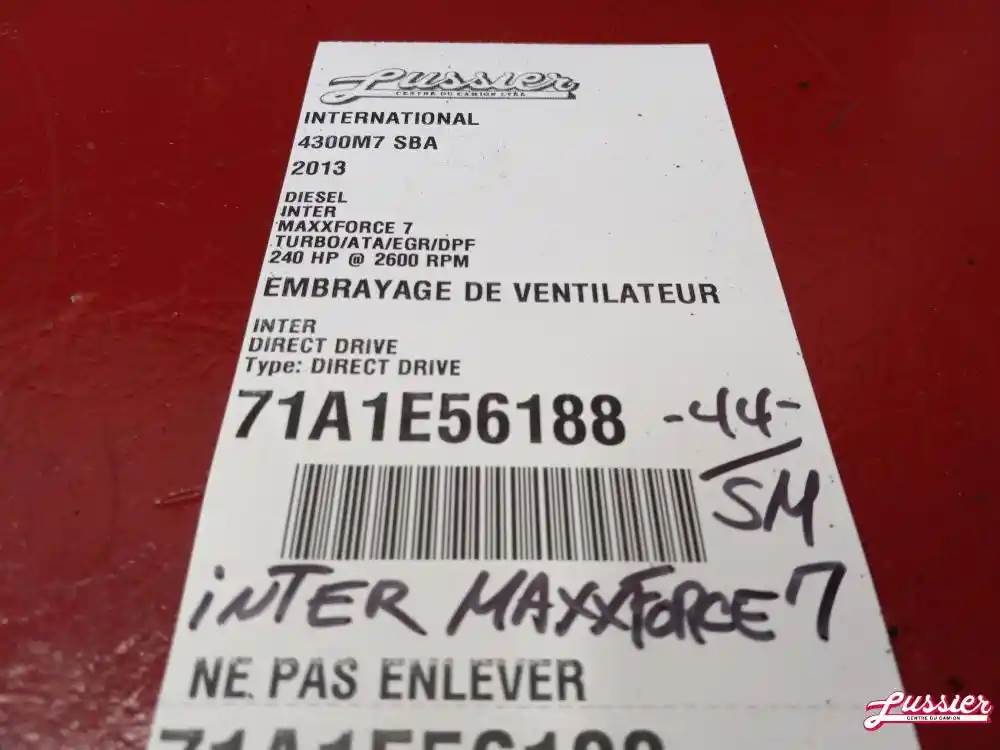 Lussier
CENTRE DU CAMION LTÉE
INTERNATIONAL
4300M7 SBA
2013
DIESEL
INTER
MAXXFORCE 7
TURBO/ATA/EGR/DPF
240 HP @ 2600 RPM
EMBRAYAGE DE VENTILATEUR
INTER
DIRECT DRIVE
Type: DIRECT DRIVE
71A1E56188 -44-
SM
iNTER MAXXFORCE 7
NE PAS ENLEVER
71A1E56188
Lussier
CENTRE DU CAMION